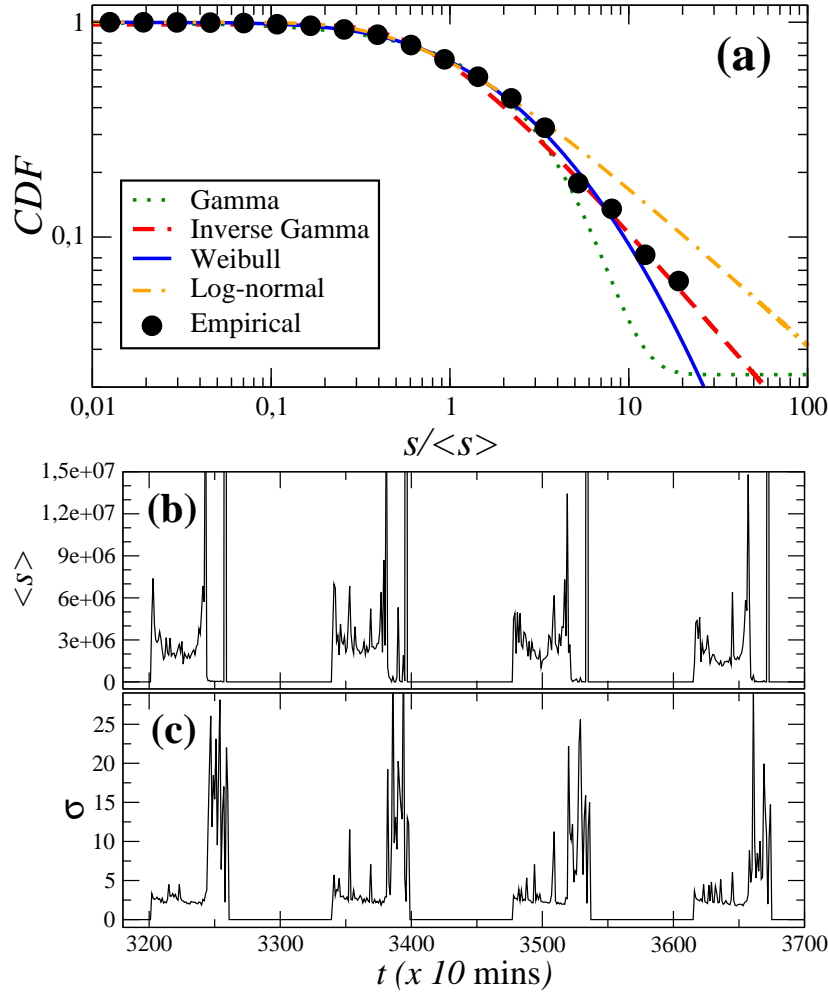 1
(a)
CDF
Gamma
Inverse Gamma
Weibull
Log-normal
Empirical
0,1
0,01 0,1 1 10 100
s/<s>
1,5e+07
(b)
1,2e+07
9e+06
<s>
6e+06
3e+06
0
(c)
25
20
15
σ
10
5
0
3200 3300 3400 3500 3600 3700
t (x 10 mins)